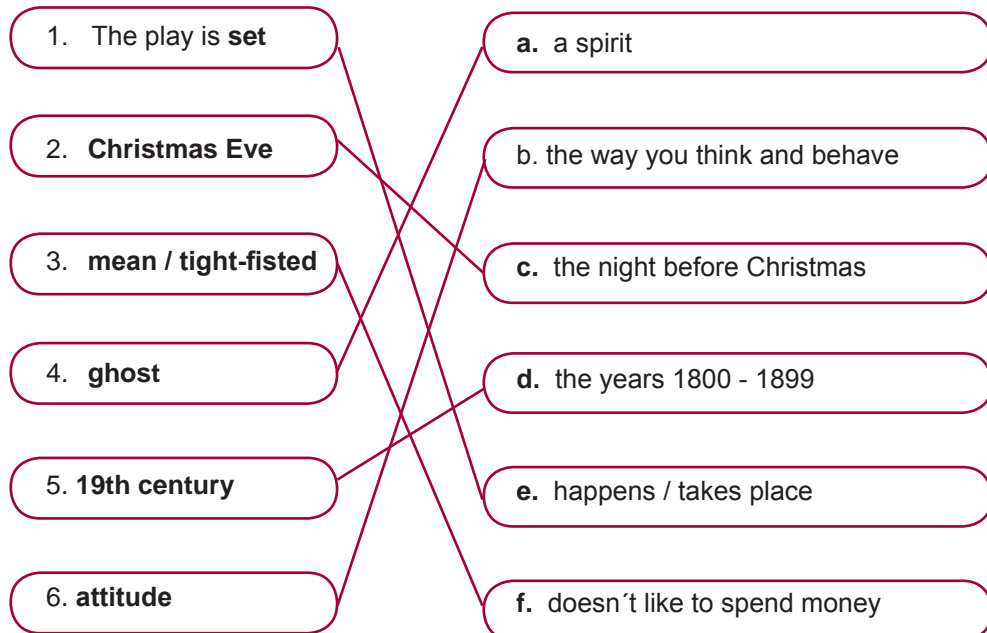 1. The play is set
a. a spirit
2. Christmas Eve
b. the way you think and behave
3. mean / tight-fisted
c. the night before Christmas
4. ghost
d. the years 1800 - 1899
5. 19th century
e. happens / takes place
6. attitude
f. doesn´t like to spend money